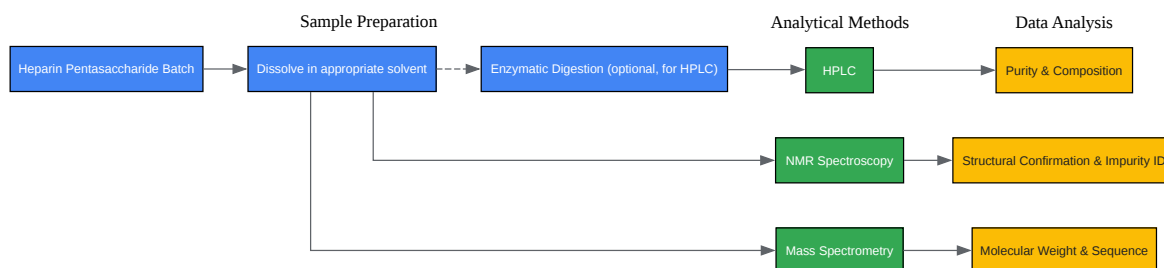 Sample Preparation
Analytical Methods
Data Analysis
Heparin Pentasaccharide Batch
Dissolve in appropriate solvent
Enzymatic Digestion (optional, for HPLC)
HPLC
Purity & Composition
NMR Spectroscopy
Structural Confirmation & Impurity ID
Mass Spectrometry
Molecular Weight & Sequence